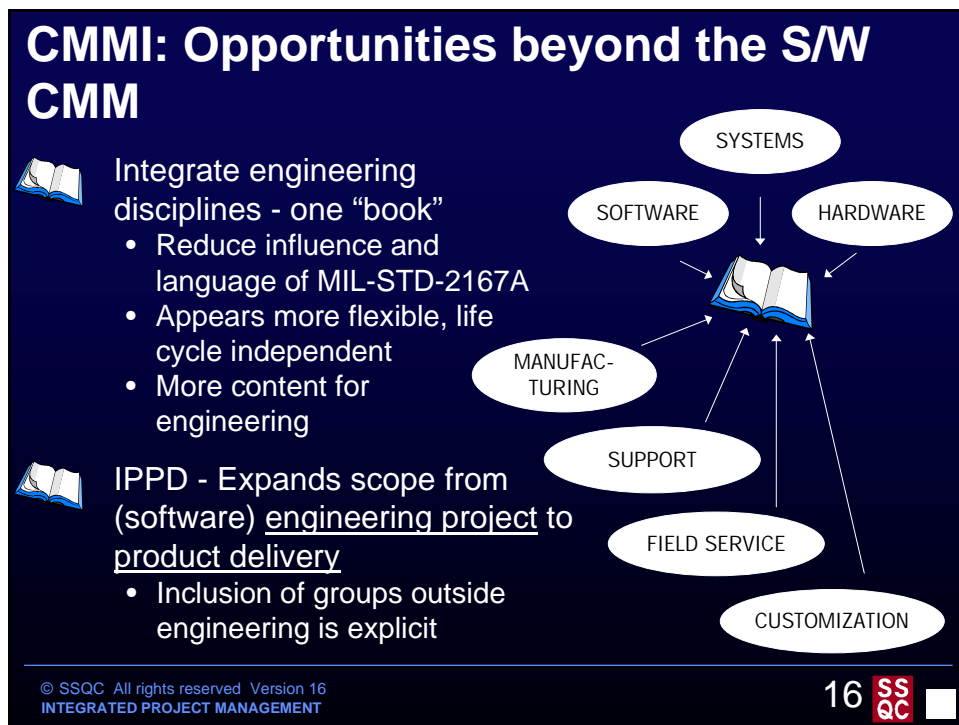 CMMI: Opportunities beyond the S/W
CMM
Integrate engineering
disciplines - one “book”
• Reduce influence and
language of MIL-STD-2167A
• Appears more flexible, life
cycle independent
• More content for
engineering
IPPD - Expands scope from
(software) engineering project to
product delivery
• Inclusion of groups outside
engineering is explicit
SYSTEMS
SOFTWARE
HARDWARE
MANUFAC-
TURING
SUPPORT
FIELD SERVICE
CUSTOMIZATION
© SSQC All rights reserved Version 16
INTEGRATED PROJECT MANAGEMENT
16
SS
QC